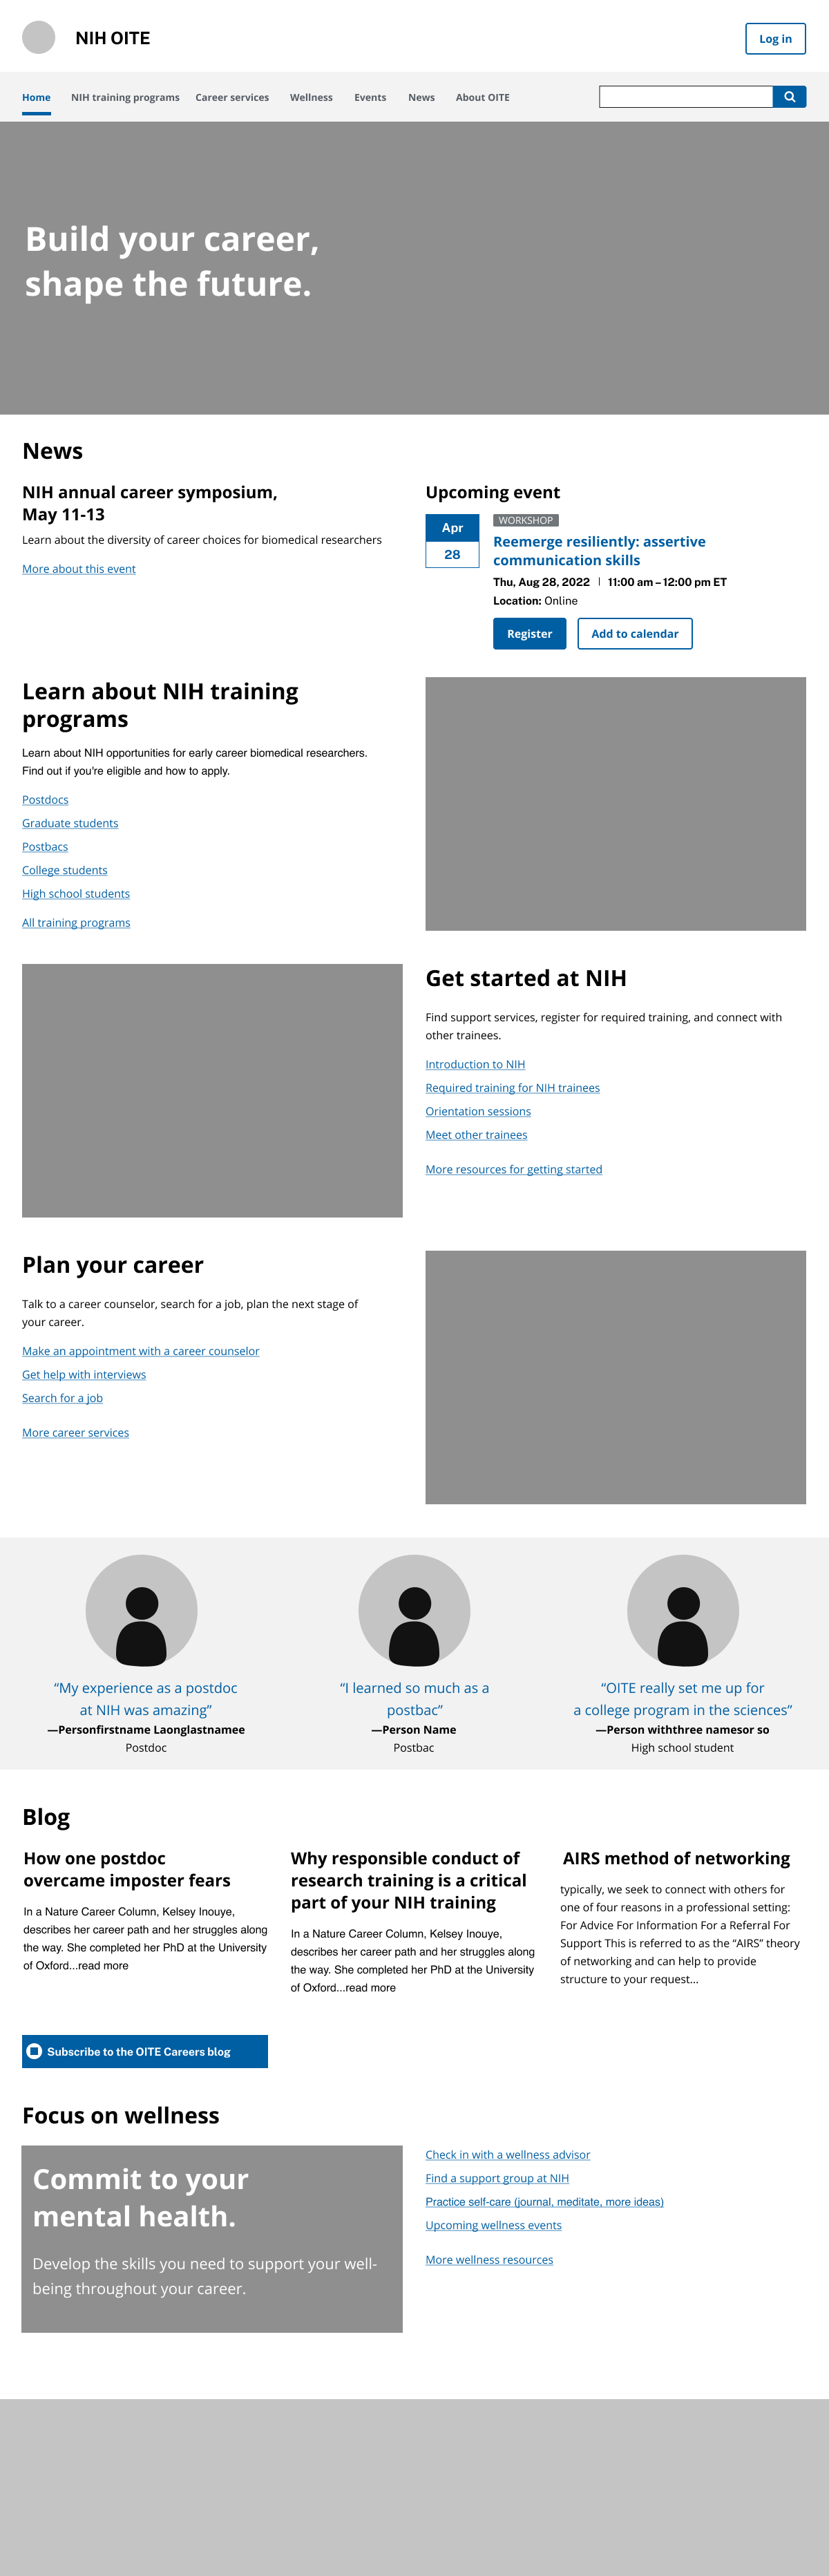 NIH OITE
Log in
Home
NIH training programs
Career services
Wellness
Events
News
About OITE
Build your career,
shape the future.
News
NIH annual career symposium,
May 11-13
Learn about the diversity of career choices for biomedical researchers
More about this event
Upcoming event
Apr
28
WORKSHOP
Reemerge resiliently: assertive
communication skills
Thu, Aug 28, 2022 | 11:00 am – 12:00 pm ET
Location: Online
Register
Add to calendar
Learn about NIH training
programs
Learn about NIH opportunities for early career biomedical researchers.
Find out if you're eligible and how to apply.
Postdocs
Graduate students
Postbacs
College students
High school students
All training programs
Get started at NIH
Find support services, register for required training, and connect with
other trainees.
Introduction to NIH
Required training for NIH trainees
Orientation sessions
Meet other trainees
More resources for getting started
Plan your career
Talk to a career counselor, search for a job, plan the next stage of
your career.
Make an appointment with a career counselor
Get help with interviews
Search for a job
More career services
“My experience as a postdoc
at NIH was amazing”
—Personfirstname Laonglastnamee
Postdoc
“I learned so much as a
postbac”
—Person Name
Postbac
“OITE really set me up for
a college program in the sciences”
—Person withthree namesor so
High school student
Blog
How one postdoc
overcame imposter fears
In a Nature Career Column, Kelsey Inouye,
describes her career path and her struggles along
the way. She completed her PhD at the University
of Oxford...read more
Why responsible conduct of
research training is a critical
part of your NIH training
In a Nature Career Column, Kelsey Inouye,
describes her career path and her struggles along
the way. She completed her PhD at the University
of Oxford...read more
AIRS method of networking
typically, we seek to connect with others for
one of four reasons in a professional setting:
For Advice For Information For a Referral For
Support This is referred to as the “AIRS” theory
of networking and can help to provide
structure to your request...
Subscribe to the OITE Careers blog
Focus on wellness
Commit to your
mental health.
Develop the skills you need to support your well-
being throughout your career.
Check in with a wellness advisor
Find a support group at NIH
Practice self-care (journal, meditate, more ideas)
Upcoming wellness events
More wellness resources